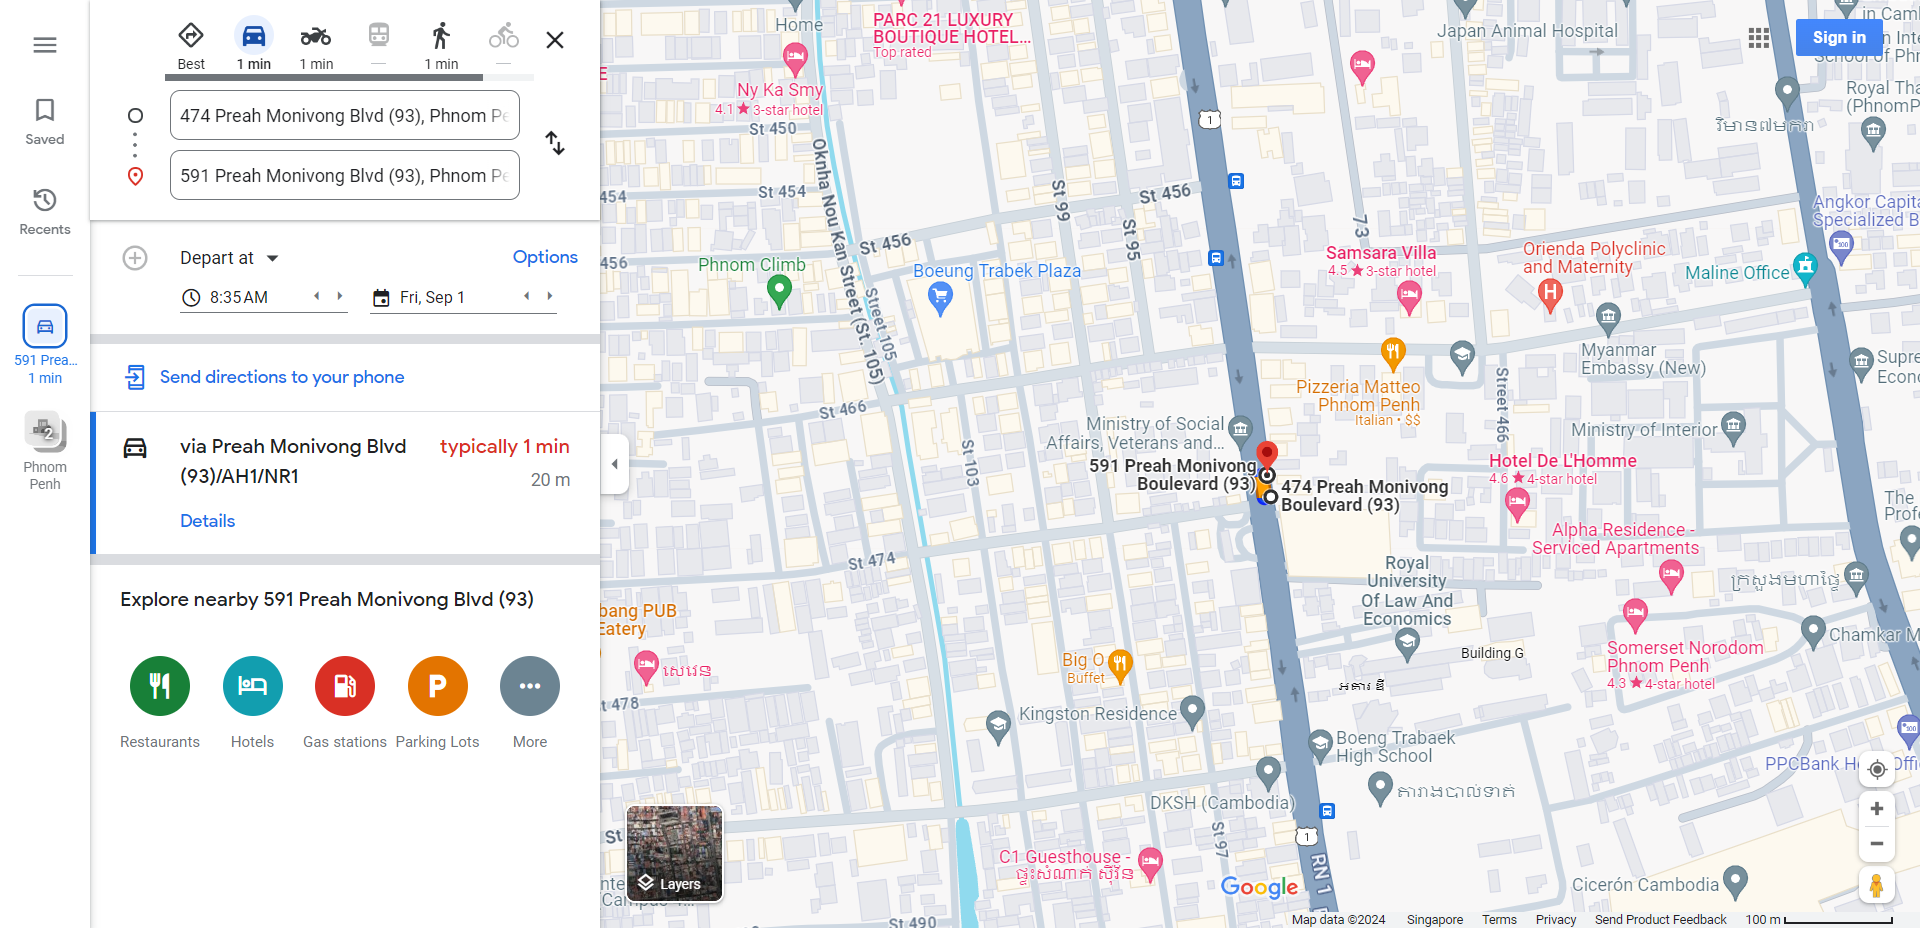 Saved
Recents
591 Prea...
1 min
2
Phnom
Penh
Best
1 min
1 min
—
1 min
—
474 Preah Monivong Blvd (93), Phnom Pe
591 Preah Monivong Blvd (93), Phnom Pe
Depart at
Options
8:35 AM
Fri, Sep 1
Send directions to your phone
via Preah Monivong Blvd
(93)/AH1/NR1
typically 1 min
20 m
Details
Explore nearby 591 Preah Monivong Blvd (93)
Restaurants
Hotels
Gas stations
P
Parking Lots
More
Home
PARC 21 LUXURY
BOUTIQUE HOTEL...
Top rated
Japan Animal Hospital
Sign in
in Camb
School of Phn
Ny Ka Smy
4.1★3-star hotel
St 450
1
Royal Tha
(PhnomP
វិមាន៧មករា
St 454
454
Oknha Nou Kan Street (St. 105)
St 99
St 456
St 95
73
Angkor Capita
Specialized B
St 456
456
Phnom Climb
Boeung Trabek Plaza
Samsara Villa
4.5★3-star hotel
Orienda Polyclinic
and Maternity
H
Maline Office
Street 105
Myanmar
Embassy (New)
Supre
Econo
Pizzeria Matteo
Phnom Penh
Italian • $$
Street 466
St 466
Ministry of Social
Affairs, Veterans and...
Ministry of Interior
St 103
591 Preah Monivong
Boulevard (93)
474 Preah Monivong
Boulevard (93)
Hotel De L'Homme
4.6★4-star hotel
The
Profe
Alpha Residence -
Serviced Apartments
St 474
Royal
University
Of Law And
Economics
ក្រសួងមហាផ្ទៃ
bang PUB
Eatery
សេវេន
Big O
Buffet
Building G
អគារ ឌី
Chamkar M
Somerset Norodom
Phnom Penh
4.3★4-star hotel
t 478
Kingston Residence
Boeng Trabaek
High School
PPCBank He
Offi
តារាងបាល់ទាត់
DKSH (Cambodia)
St
St 97
1
RN 1
C1 Guesthouse -
ផ្ទះសំណាក់ ស៊ីវ័ន
Layers
Cicerón Cambodia
St 490
Google
Map data ©2024
Singapore
Terms
Privacy
Send Product Feedback
100 m